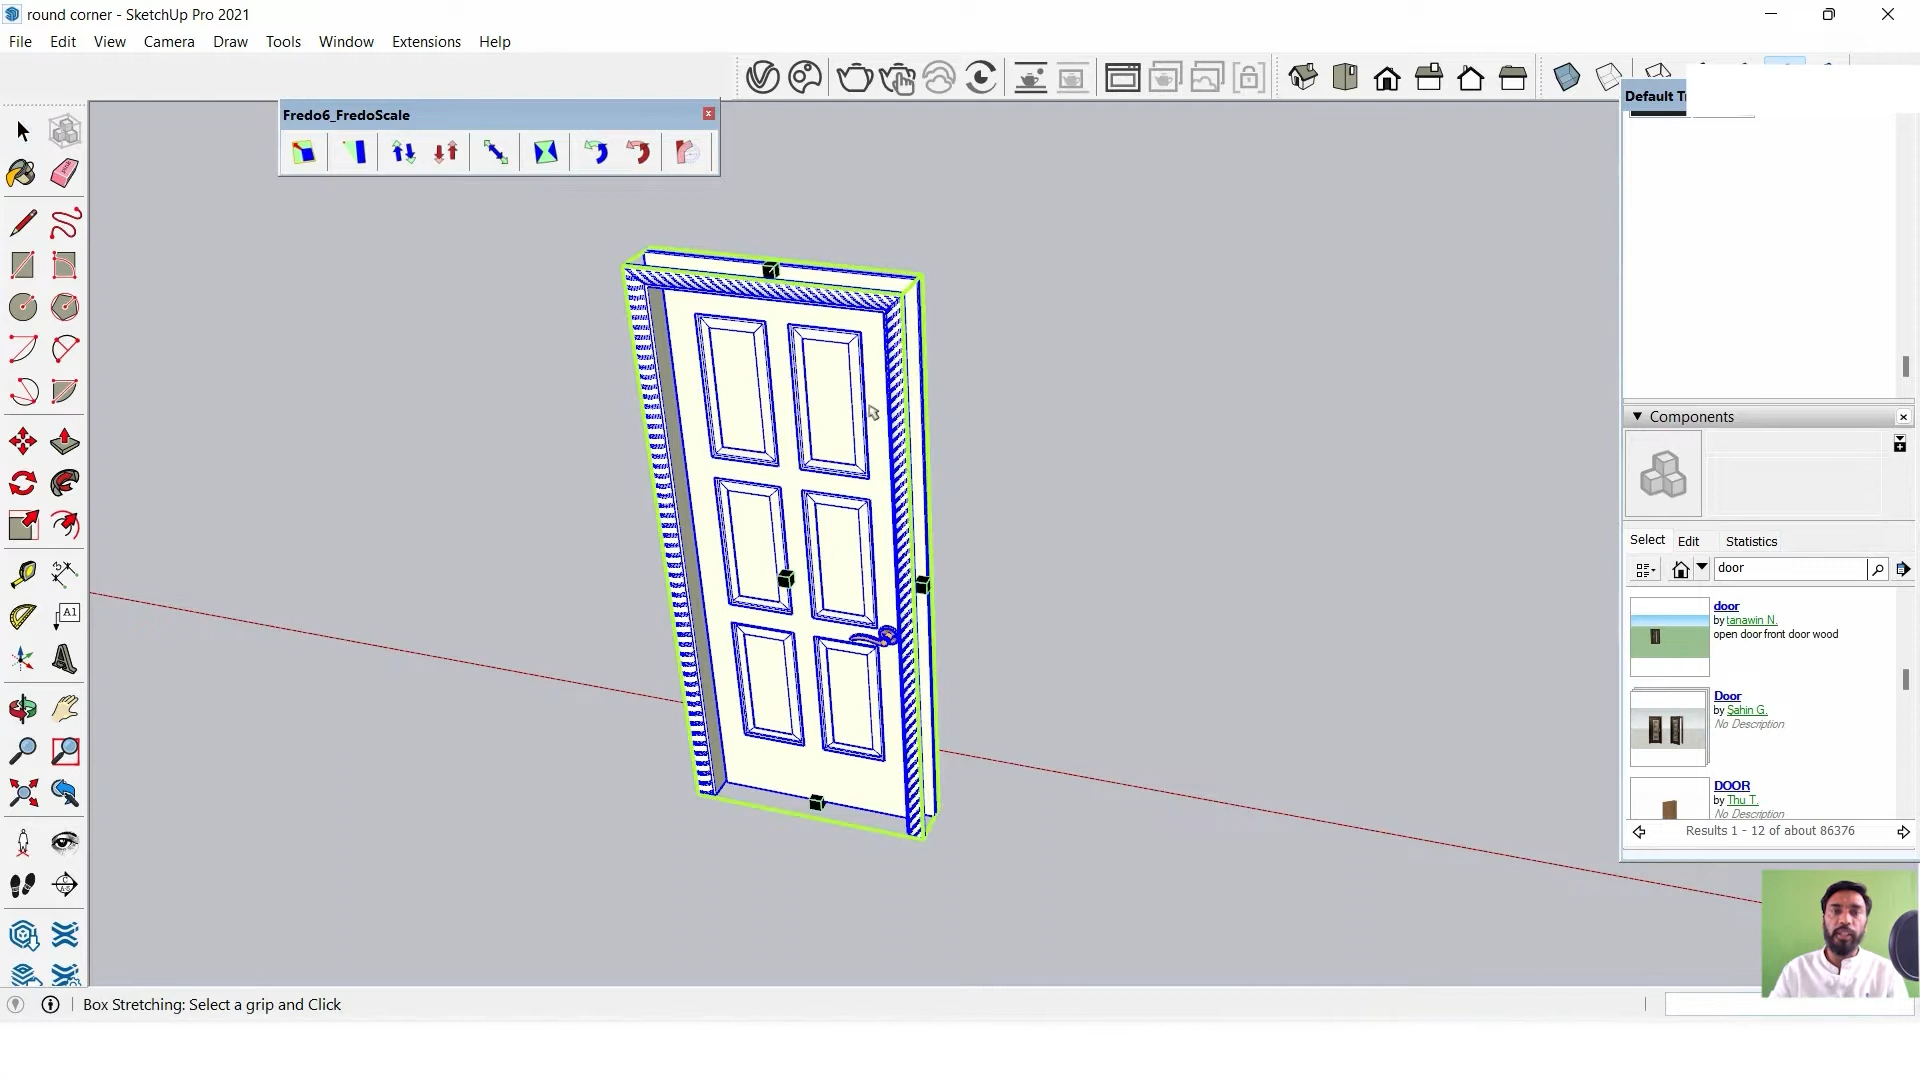 round corner - SketchUp Pro 2021
File Edit View Camera Draw Tools Window Extensions Help
Default Tr
Fredo6_FredoScale
A1
Components
Select Edit Statistics
door
door
by tanawin N.
open door front door wood
Door
by Sahin G.
No Description
DOOR
by Thu T.
No Description
Results 1 - 12 of about 86376
Box Stretching: Select a grip and Click